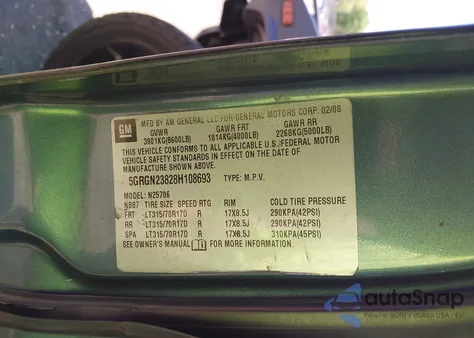 MFD BY AM GENERAL LLC FOR GENERAL MOTORS CORP. 02/08
GM
GVWR GAWR FRT GAWR RR
3901KG(8600LB) 1814KG(4000LB) 2268KG(5000LB)
THIS VEHICLE CONFORMS TO ALL APPLICABLE U.S. FEDERAL MOTOR
VEHICLE SAFETY STANDARDS IN EFFECT ON THE DATE OF
MANUFACTURE SHOWN ABOVE.
5GRGN23828H108693 TYPE: M.P.V.
MODEL: N25706
N8B7 TIRE SIZE SPEED RTG RIM COLD TIRE PRESSURE
FRT LT315/70R17D R 17X8.5J 290KPA(42PSI)
RR LT315/70R17D R 17X8.5J 290KPA(42PSI)
SPA LT315/70R17D R 17X8.5J 310KPA(45PSI)
SEE OWNER'S MANUAL FOR MORE INFORMATION.
autoSnap